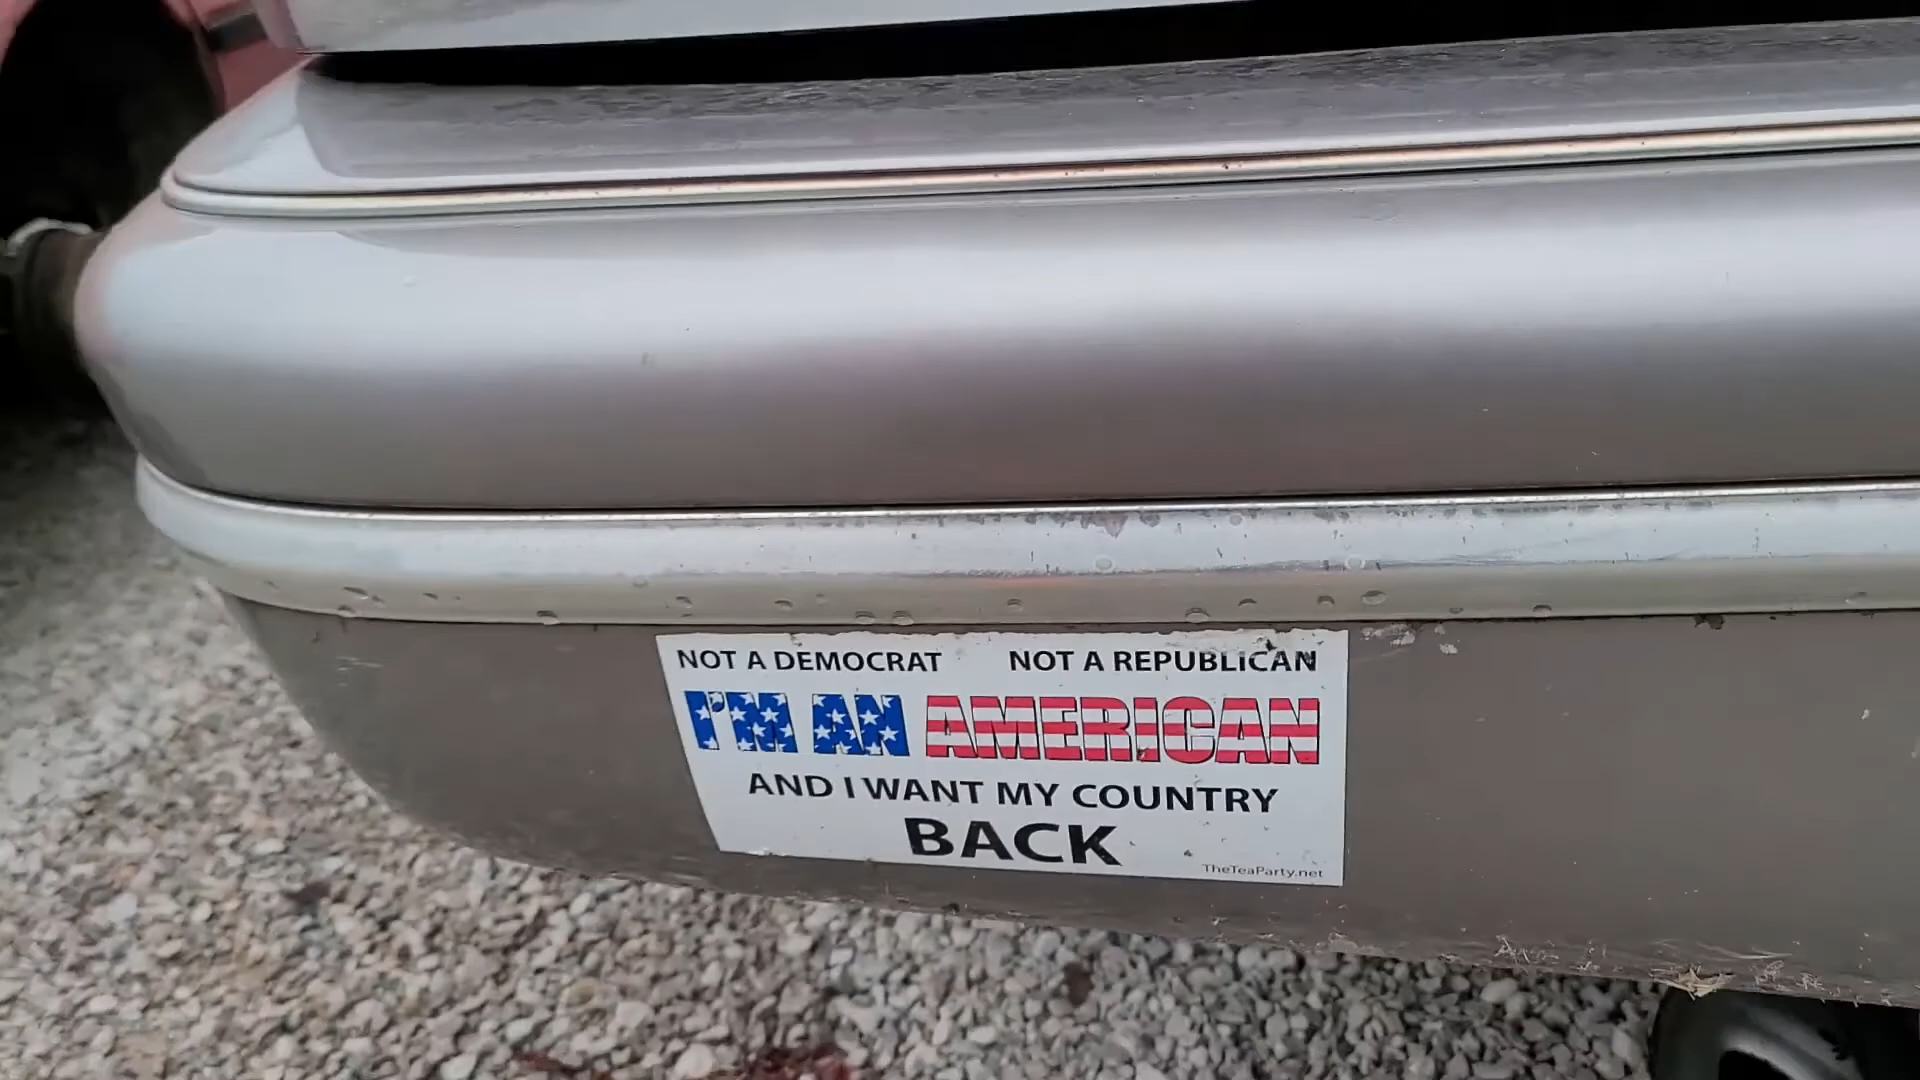 NOT A DEMOCRAT NOT A REPUBLICAN
I'M AN AMERICAN
AND I WANT MY COUNTRY
BACK
TheTeaParty.net